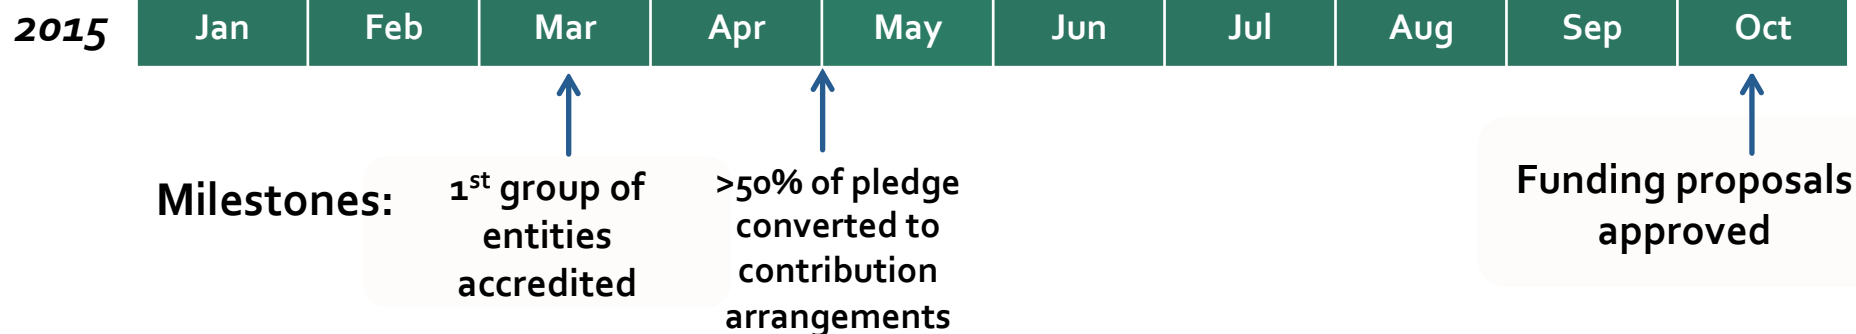 2015 Jan Feb Mar Apr May Jun Jul Aug Sep Oct
Milestones:
1st group of
entities
accredited
>50% of pledge
converted to
contribution
arrangements
Funding proposals
approved